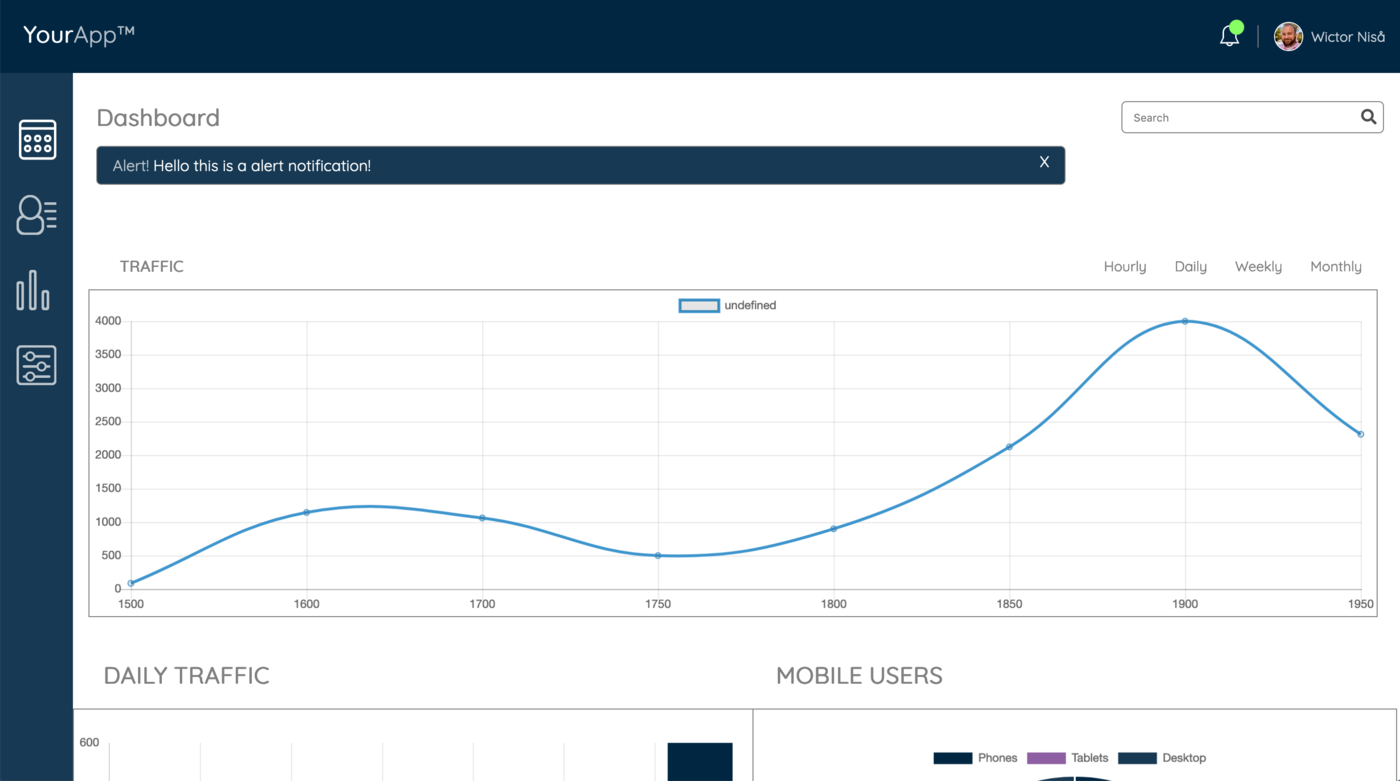 YourApp™
Wictor Niså
Dashboard
Search
Alert! Hello this is a alert notification!
X
TRAFFIC
Hourly Daily Weekly Monthly
undefined
4000
3500
3000
2500
2000
1500
1000
500
0
1500 1600 1700 1750 1800 1850 1900 1950
DAILY TRAFFIC
MOBILE USERS
600
Phones Tablets Desktop